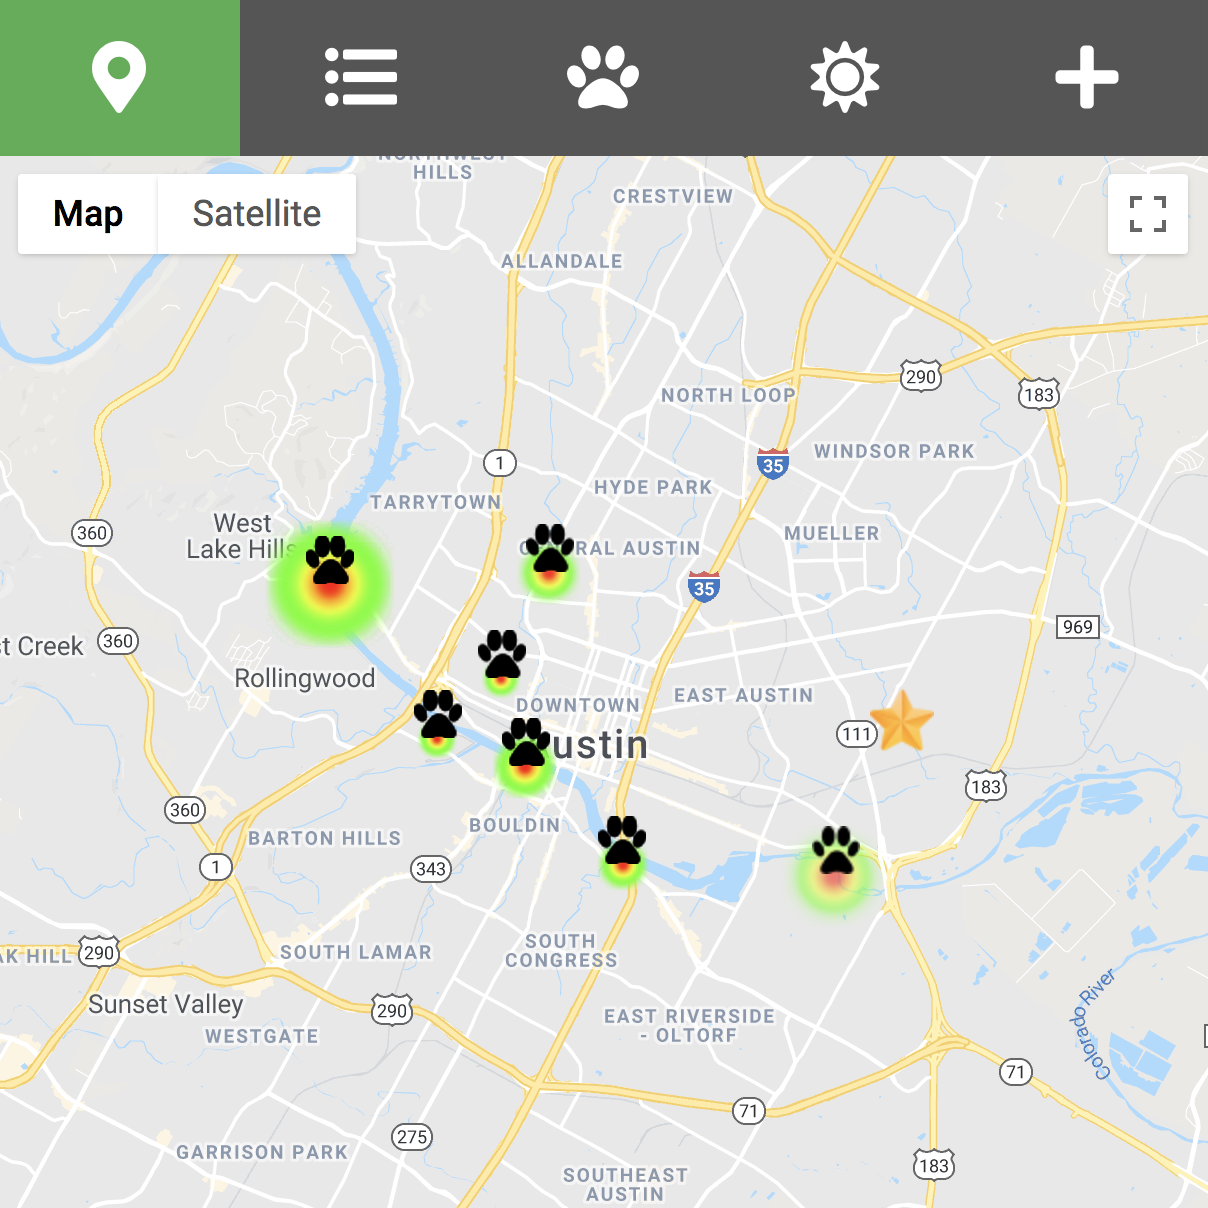 NORTHWEST
HILLS
CRESTVIEW
Map
Satellite
ALLANDALE
290
183
NORTH LOOP
WINDSOR PARK
1
35
HYDE PARK
TARRYTOWN
West
Lake Hills
360
MUELLER
RAL AUSTIN
35
969
360
st Creek
Rollingwood
EAST AUSTIN
DOWNTOWN
111
ustin
183
360
BOULDIN
BARTON HILLS
1
343
SOUTH
CONGRESS
SOUTH LAMAR
AK HILL
290
Sunset Valley
290
Colorado River
EAST RIVERSIDE
- OLTORF
WESTGATE
71
71
275
GARRISON PARK
183
SOUTHEAST
AUSTIN